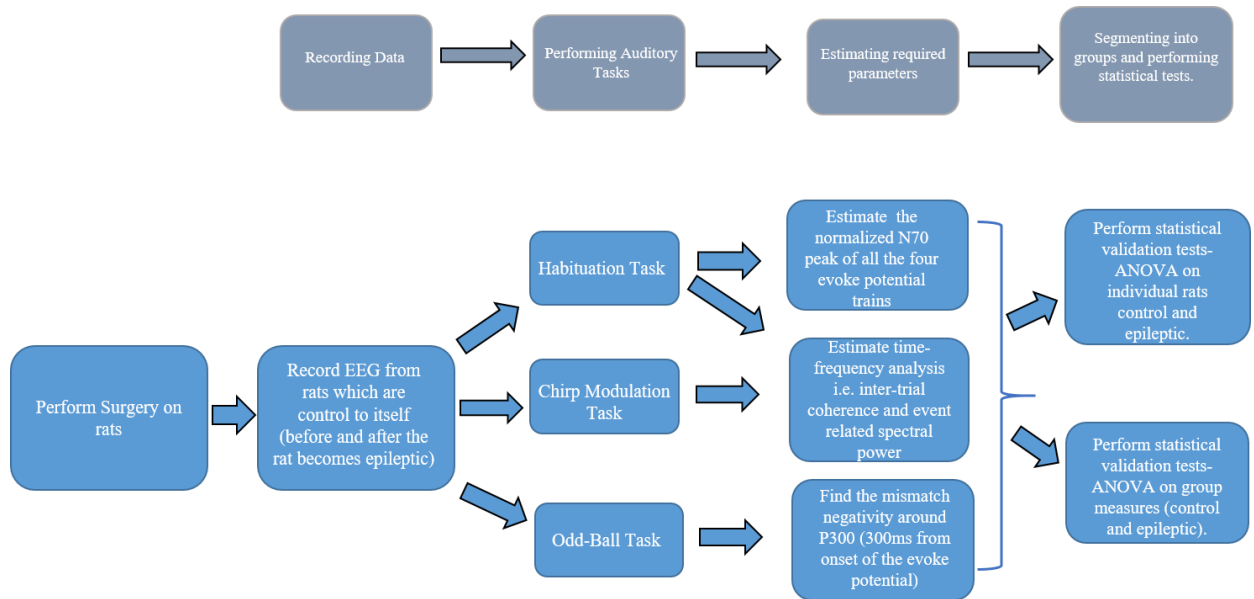 Recording Data
Performing Auditory
Tasks
Estimating required
parameters
Segmenting into
groups and performing
statistical tests.
Perform Surgery on
rats
Record EEG from
rats which are
control to itself
(before and after the
rat becomes epileptic)
Habituation Task
Chirp Modulation
Task
Odd-Ball Task
Estimate the
normalized N70
peak of all the four
evoke potential
trains
Estimate time-
frequency analysis
i.e. inter-trial
coherence and event
related spectral
power
Find the mismatch
negativity around
P300 (300ms from
onset of the evoke
potential)
Perform statistical
validation tests-
ANOVA on
individual rats
control and
epileptic.
Perform statistical
validation tests-
ANOVA on group
measures (control
and epileptic).